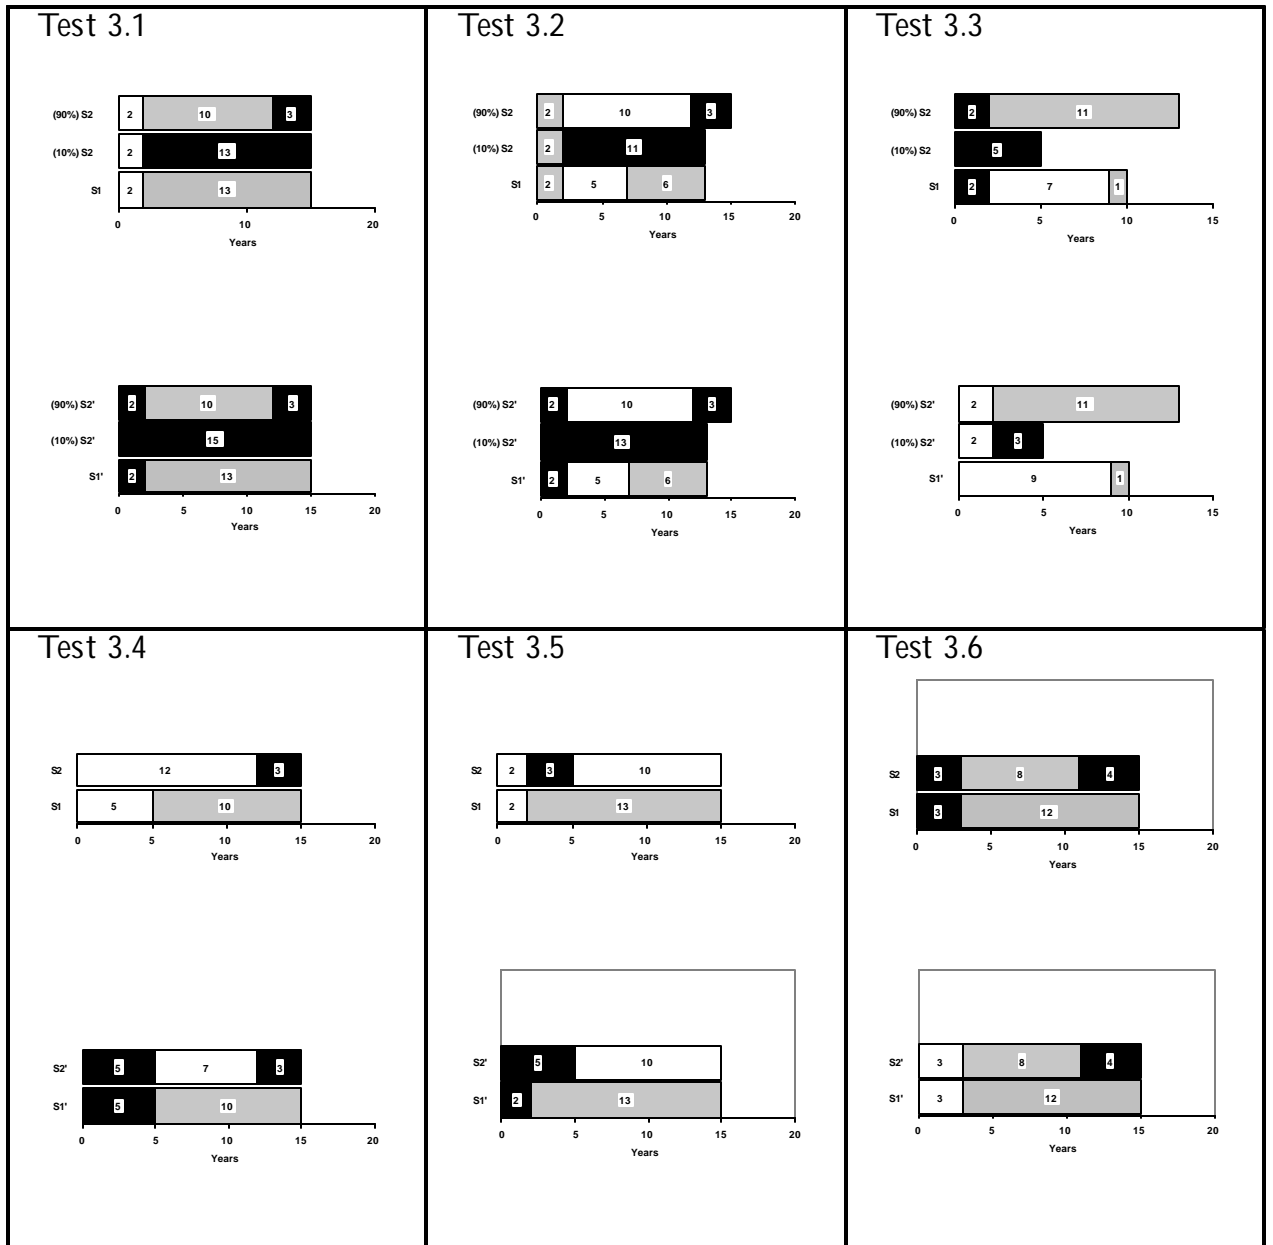 Test 3.1
(90%) S2 2 10 3
(10%) S2 2 13
S1 2 13
0 10 20
Years
(90%) S2' 2 10 3
(10%) S2' 15
S1' 2 13
0 5 10 15 20
Years
Test 3.2
(90%) S2 2 10 3
(10%) S2 2 11
S1 2 5 6
0 5 10 15 20
Years
(90%) S2' 2 10 3
(10%) S2' 13
S1' 2 5 6
0 5 10 15 20
Years
Test 3.3
(90%) S2 2 11
(10%) S2 5
S1 2 7 1
0 5 10 15
Years
(90%) S2' 2 11
(10%) S2' 2 3
S1' 9 1
0 5 10 15
Years
Test 3.4
S2 12 3
S1 5 10
0 5 10 15 20
Years
S2' 5 7 3
S1' 5 10
0 5 10 15 20
Years
Test 3.5
S2 2 3 10
S1 2 13
0 5 10 15 20
Years
S2' 5 10
S1' 2 13
0 5 10 15 20
Years
Test 3.6
S2 3 8 4
S1 3 12
0 5 10 15 20
Years
S2' 3 8 4
S1' 3 12
0 5 10 15 20
Years